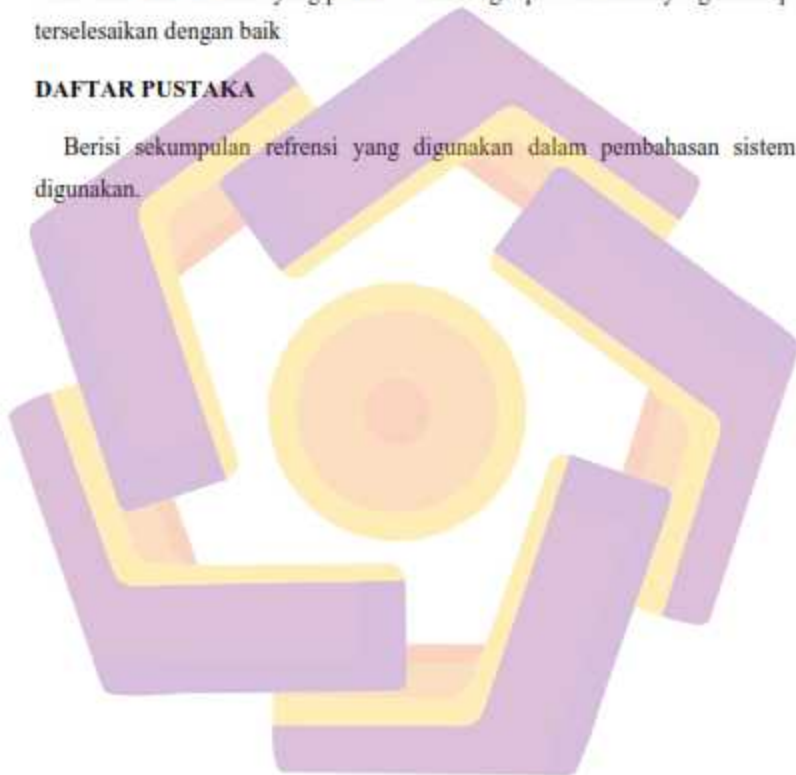 terselesaikan dengan baik
DAFTAR PUSTAKA
Berisi sekumpulan refrensi yang digunakan dalam pembahasan sistem
digunakan.